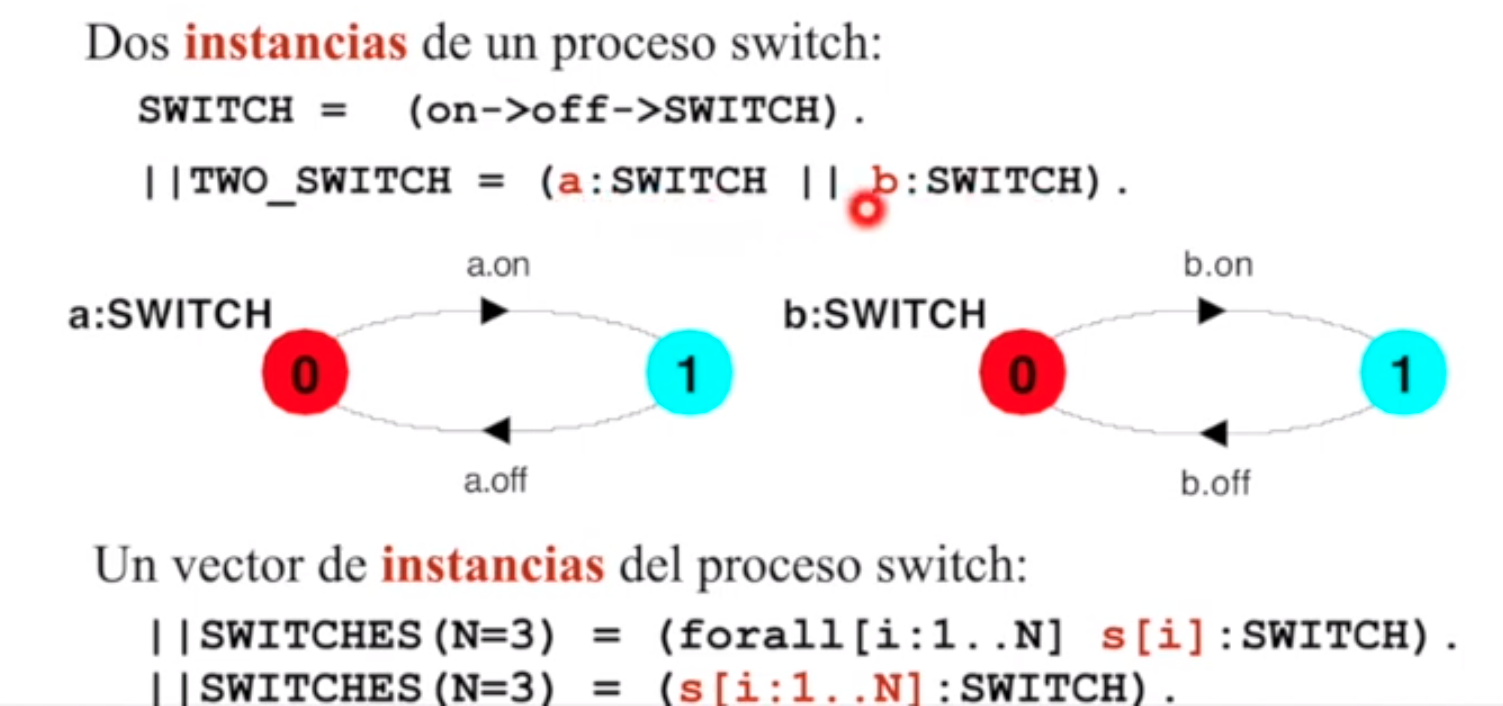 Dos instancias de un proceso switch:
SWITCH = (on->off->SWITCH).
||TWO_SWITCH = (a:SWITCH || b:SWITCH).
a.on
b.on
a:SWITCH
b:SWITCH
0
1
0
1
a.off
b.off
Un vector de instancias del proceso switch:
||SWITCHES(N=3) = (forall[i:1..N] s[i]:SWITCH).
||SWITCHES(N=3) = (s[i:1..N]:SWITCH).